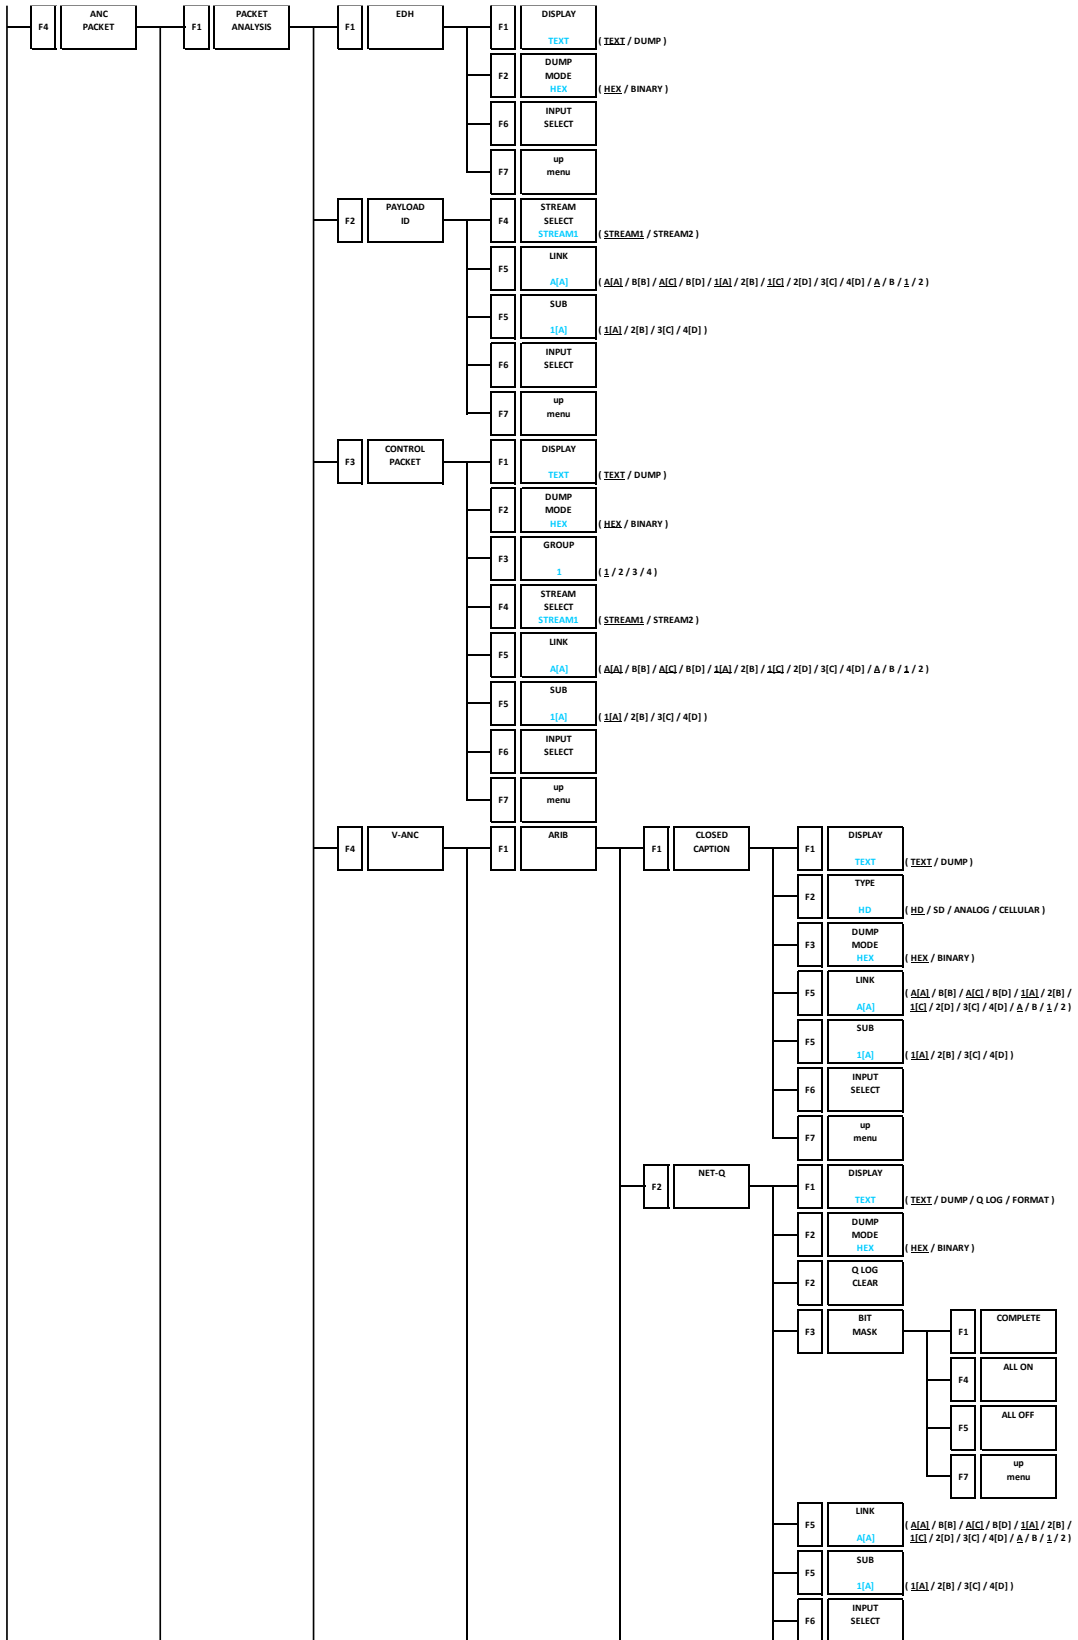 F4
ANC
PACKET
F1
PACKET
ANALYSIS
F1
EDH
F1
DISPLAY
TEXT
( TEXT / DUMP )
F2
DUMP
MODE
HEX
( HEX / BINARY )
F6
INPUT
SELECT
F7
up
menu
F2
PAYLOAD
ID
F4
STREAM
SELECT
STREAM1
( STREAM1 / STREAM2 )
F5
LINK
A[A]
( A[A] / B[B] / A[C] / B[D] / 1[A] / 2[B] / 1[C] / 2[D] / 3[C] / 4[D] / A / B / 1 / 2 )
F5
SUB
1[A]
( 1[A] / 2[B] / 3[C] / 4[D] )
F6
INPUT
SELECT
F7
up
menu
F3
CONTROL
PACKET
F1
DISPLAY
TEXT
( TEXT / DUMP )
F2
DUMP
MODE
HEX
( HEX / BINARY )
F3
GROUP
1
( 1 / 2 / 3 / 4 )
F4
STREAM
SELECT
STREAM1
( STREAM1 / STREAM2 )
F5
LINK
A[A]
( A[A] / B[B] / A[C] / B[D] / 1[A] / 2[B] / 1[C] / 2[D] / 3[C] / 4[D] / A / B / 1 / 2 )
F5
SUB
1[A]
( 1[A] / 2[B] / 3[C] / 4[D] )
F6
INPUT
SELECT
F7
up
menu
F4
V-ANC
F1
ARIB
F1
CLOSED
CAPTION
F1
DISPLAY
TEXT
( TEXT / DUMP )
F2
TYPE
HD
( HD / SD / ANALOG / CELLULAR )
F3
DUMP
MODE
HEX
( HEX / BINARY )
F5
LINK
A[A]
( A[A] / B[B] / A[C] / B[D] / 1[A] / 2[B] /
1[C] / 2[D] / 3[C] / 4[D] / A / B / 1 / 2 )
F5
SUB
1[A]
( 1[A] / 2[B] / 3[C] / 4[D] )
F6
INPUT
SELECT
F7
up
menu
F2
NET-Q
F1
DISPLAY
TEXT
( TEXT / DUMP / Q LOG / FORMAT )
F2
DUMP
MODE
HEX
( HEX / BINARY )
F2
Q LOG
CLEAR
F3
BIT
MASK
F1
COMPLETE
F4
ALL ON
F5
ALL OFF
F7
up
menu
F5
LINK
A[A]
( A[A] / B[B] / A[C] / B[D] / 1[A] / 2[B] /
1[C] / 2[D] / 3[C] / 4[D] / A / B / 1 / 2 )
F5
SUB
1[A]
( 1[A] / 2[B] / 3[C] / 4[D] )
F6
INPUT
SELECT